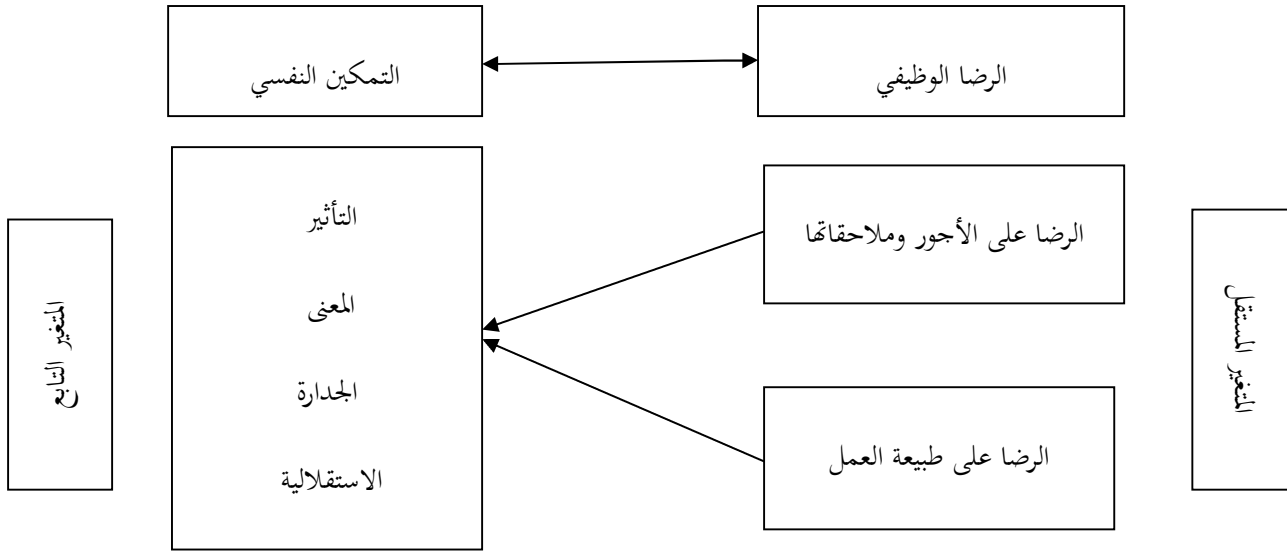 الرضا الوظيفي
التمكين النفسي
المتغير المستقل
الرضا على الأجور وملاحقاتها
الرضا على طبيعة العمل
التأثير
المعنى
الجدارة
الاستقلالية
المتغير التابع